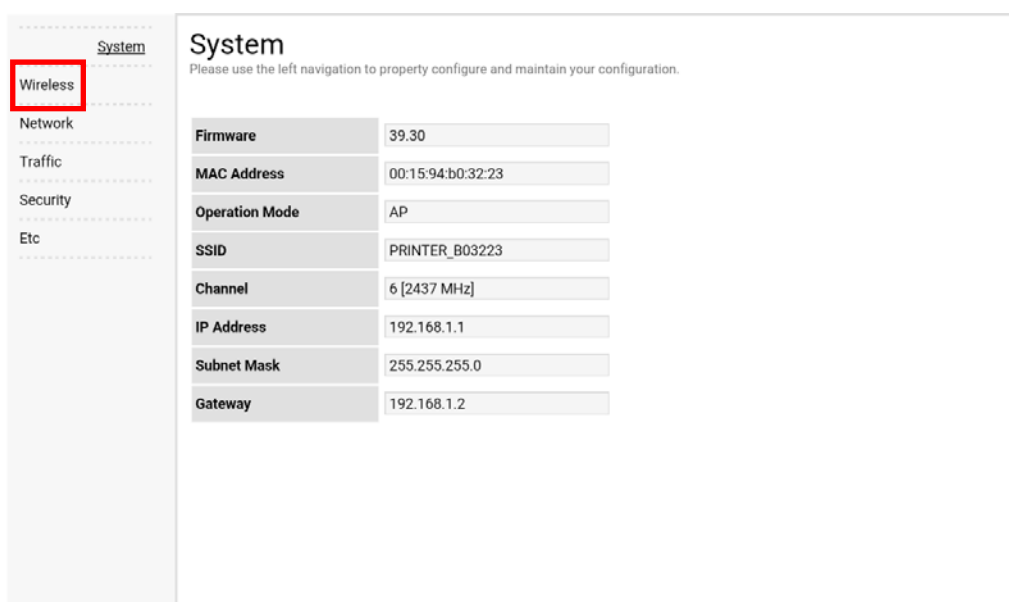 System
Wireless
Network
Traffic
Security
Etc
System
Please use the left navigation to property configure and maintain your configuration.
Firmware 39.30
MAC Address 00:15:94:b0:32:23
Operation Mode AP
SSID PRINTER_B03223
Channel 6 [2437 MHz]
IP Address 192.168.1.1
Subnet Mask 255.255.255.0
Gateway 192.168.1.2